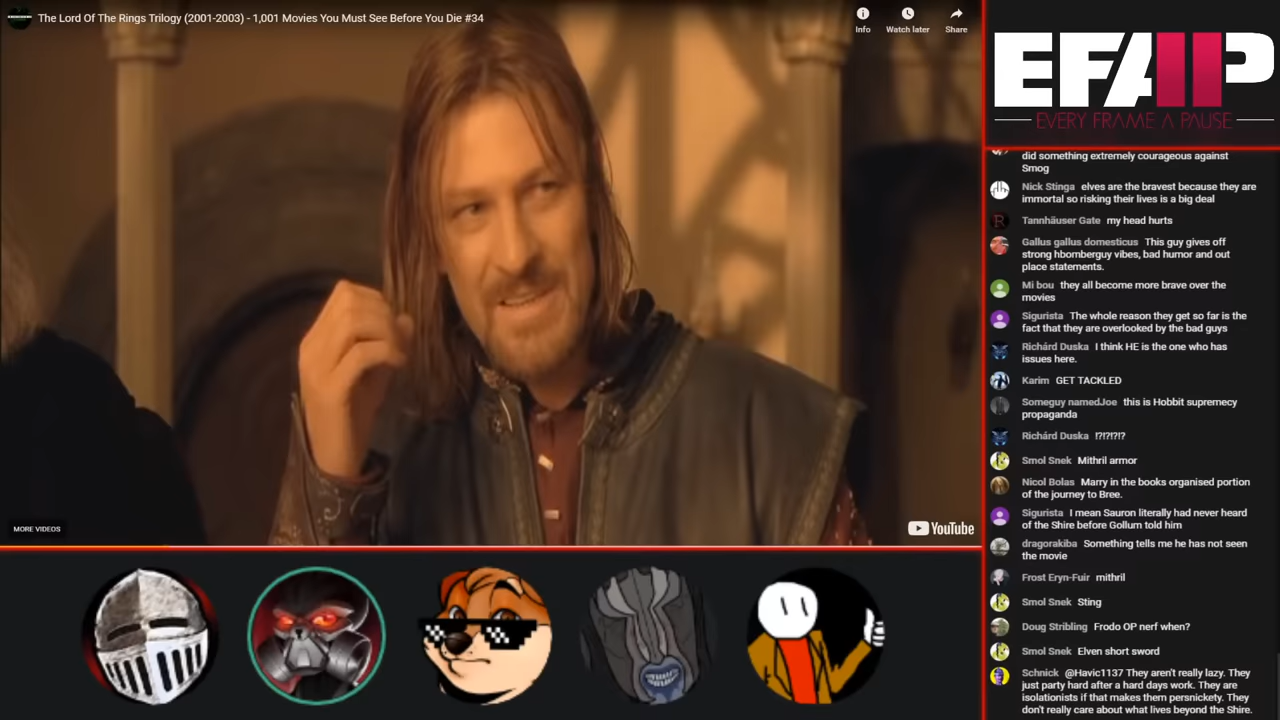 The Lord Of The Rings Trilogy (2001-2003) - 1,001 Movies You Must See Before You Die #34
Info
Watch later
Share
MORE VIDEOS
YouTube
EFAP
EVERY FRAME A PAUSE
did something extremely courageous against
Smog
Nick Stinga elves are the bravest because they are
immortal so risking their lives is a big deal
Tannhäuser Gate my head hurts
Gallus gallus domesticus This guy gives off
strong hbomberguy vibes, bad humor and out
place statements.
Mi bou they all become more brave over the
movies
Sigurista The whole reason they get so far is the
fact that they are overlooked by the bad guys
Richárd Duska I think HE is the one who has
issues here.
Karim GET TACKLED
Someguy namedJoe this is Hobbit supremecy
propaganda
Richárd Duska !?!?!?!?
Smol Snek Mithril armor
Nicol Bolas Marry in the books organised portion
of the journey to Bree.
Sigurista I mean Sauron literally had never heard
of the Shire before Gollum told him
dragorakiba Something tells me he has not seen
the movie
Frost Eryn-Fuir mithril
Smol Snek Sting
Doug Stribling Frodo OP nerf when?
Smol Snek Elven short sword
Schnick @Havic1137 They aren't really lazy. They
just party hard after a hard days work. They are
isolationists if that makes them persnickety. They
don't really care about what lives beyond the Shire.